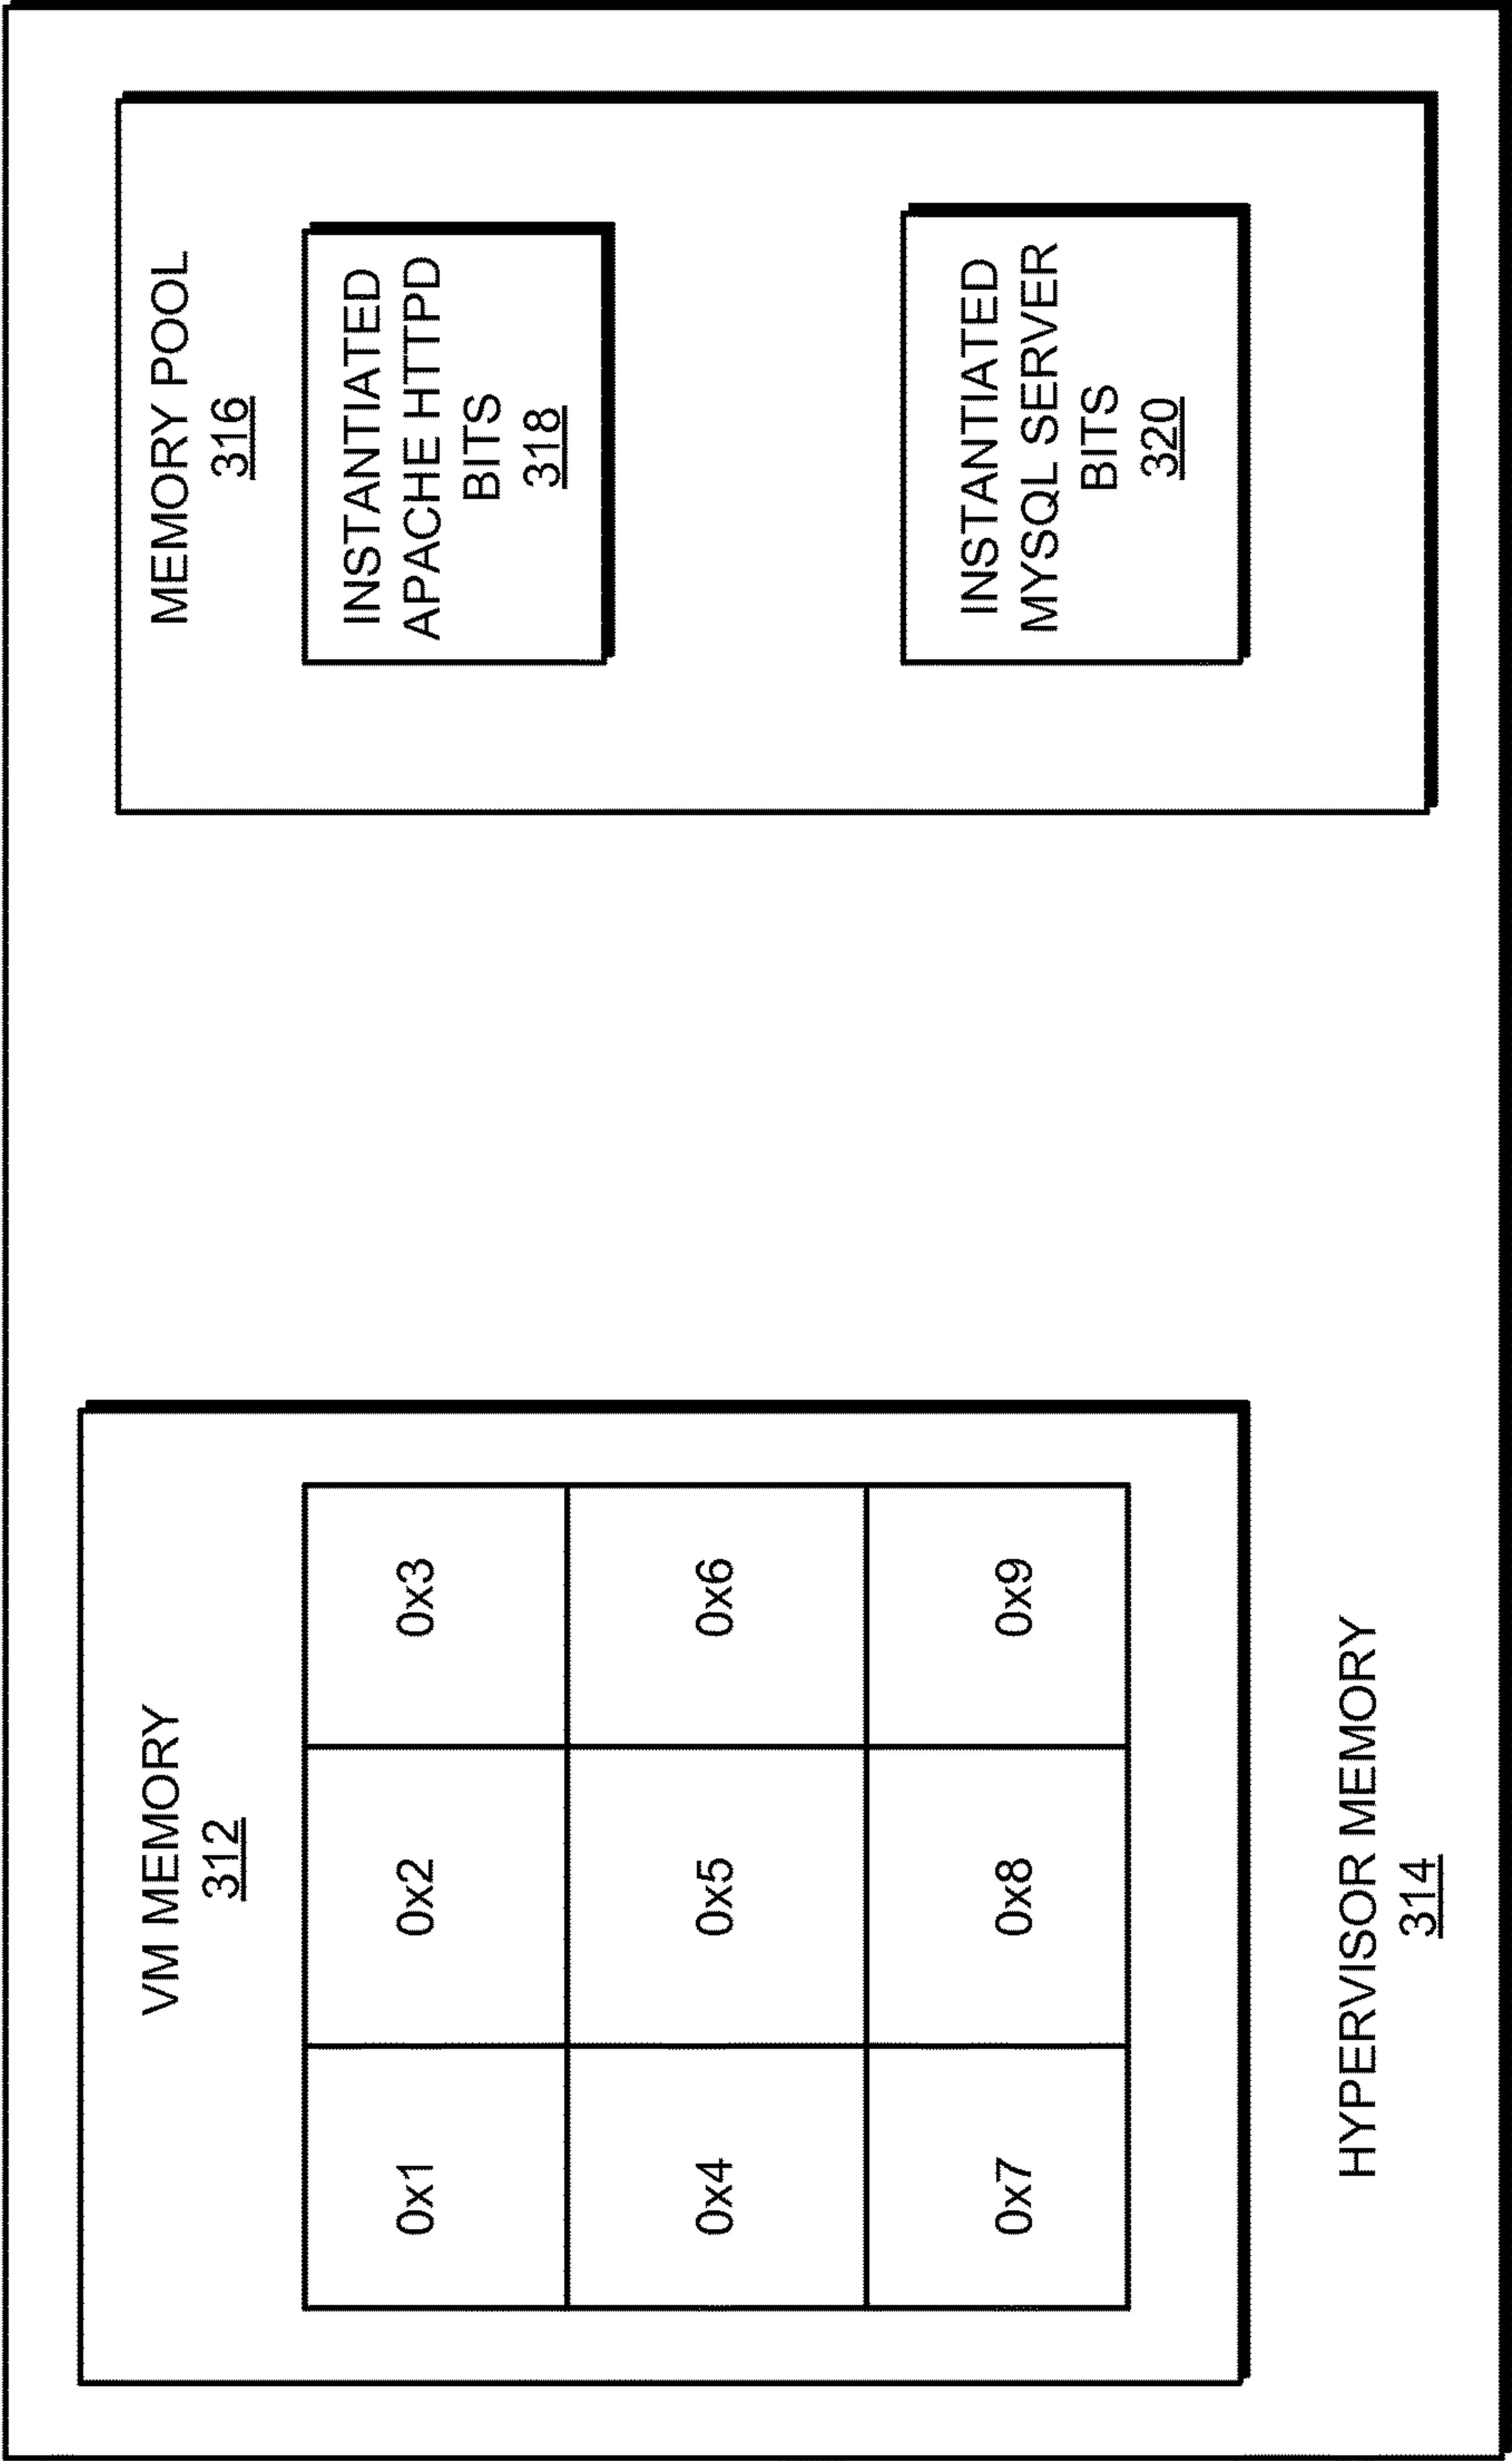 VM MEMORY
312
0x1 0x2 0x3
0x4 0x5 0x6
0x7 0x8 0x9
HYPERVISOR MEMORY
314
MEMORY POOL
316
INSTANTIATED
APACHE HTTPD
BITS
318
INSTANTIATED
MYSQL SERVER
BITS
320